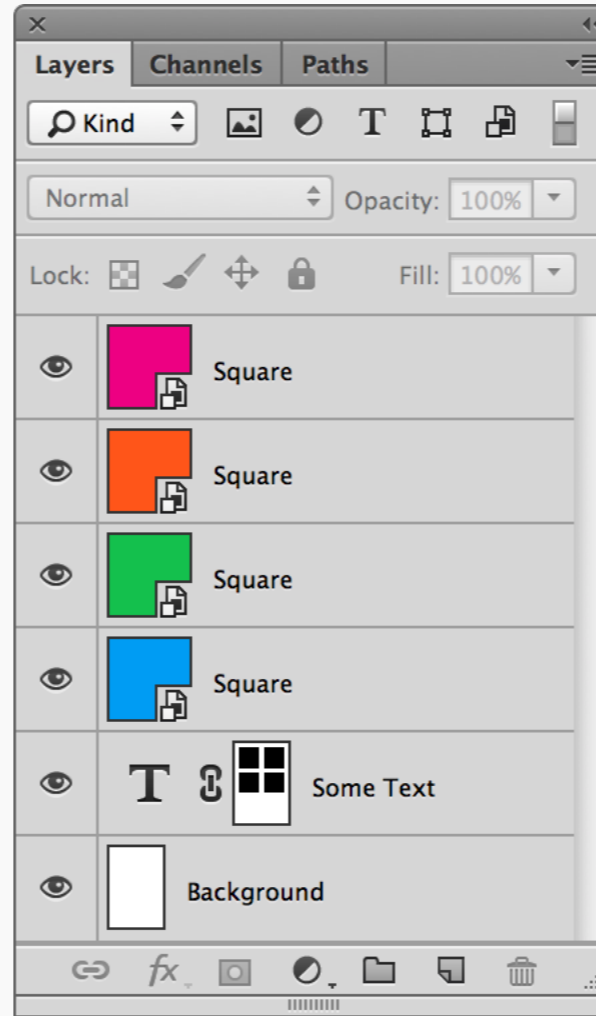 Layers Channels Paths
Kind T
Normal Opacity: 100%
Lock: Fill: 100%
Square
Square
Square
Square
T Some Text
Background
fx